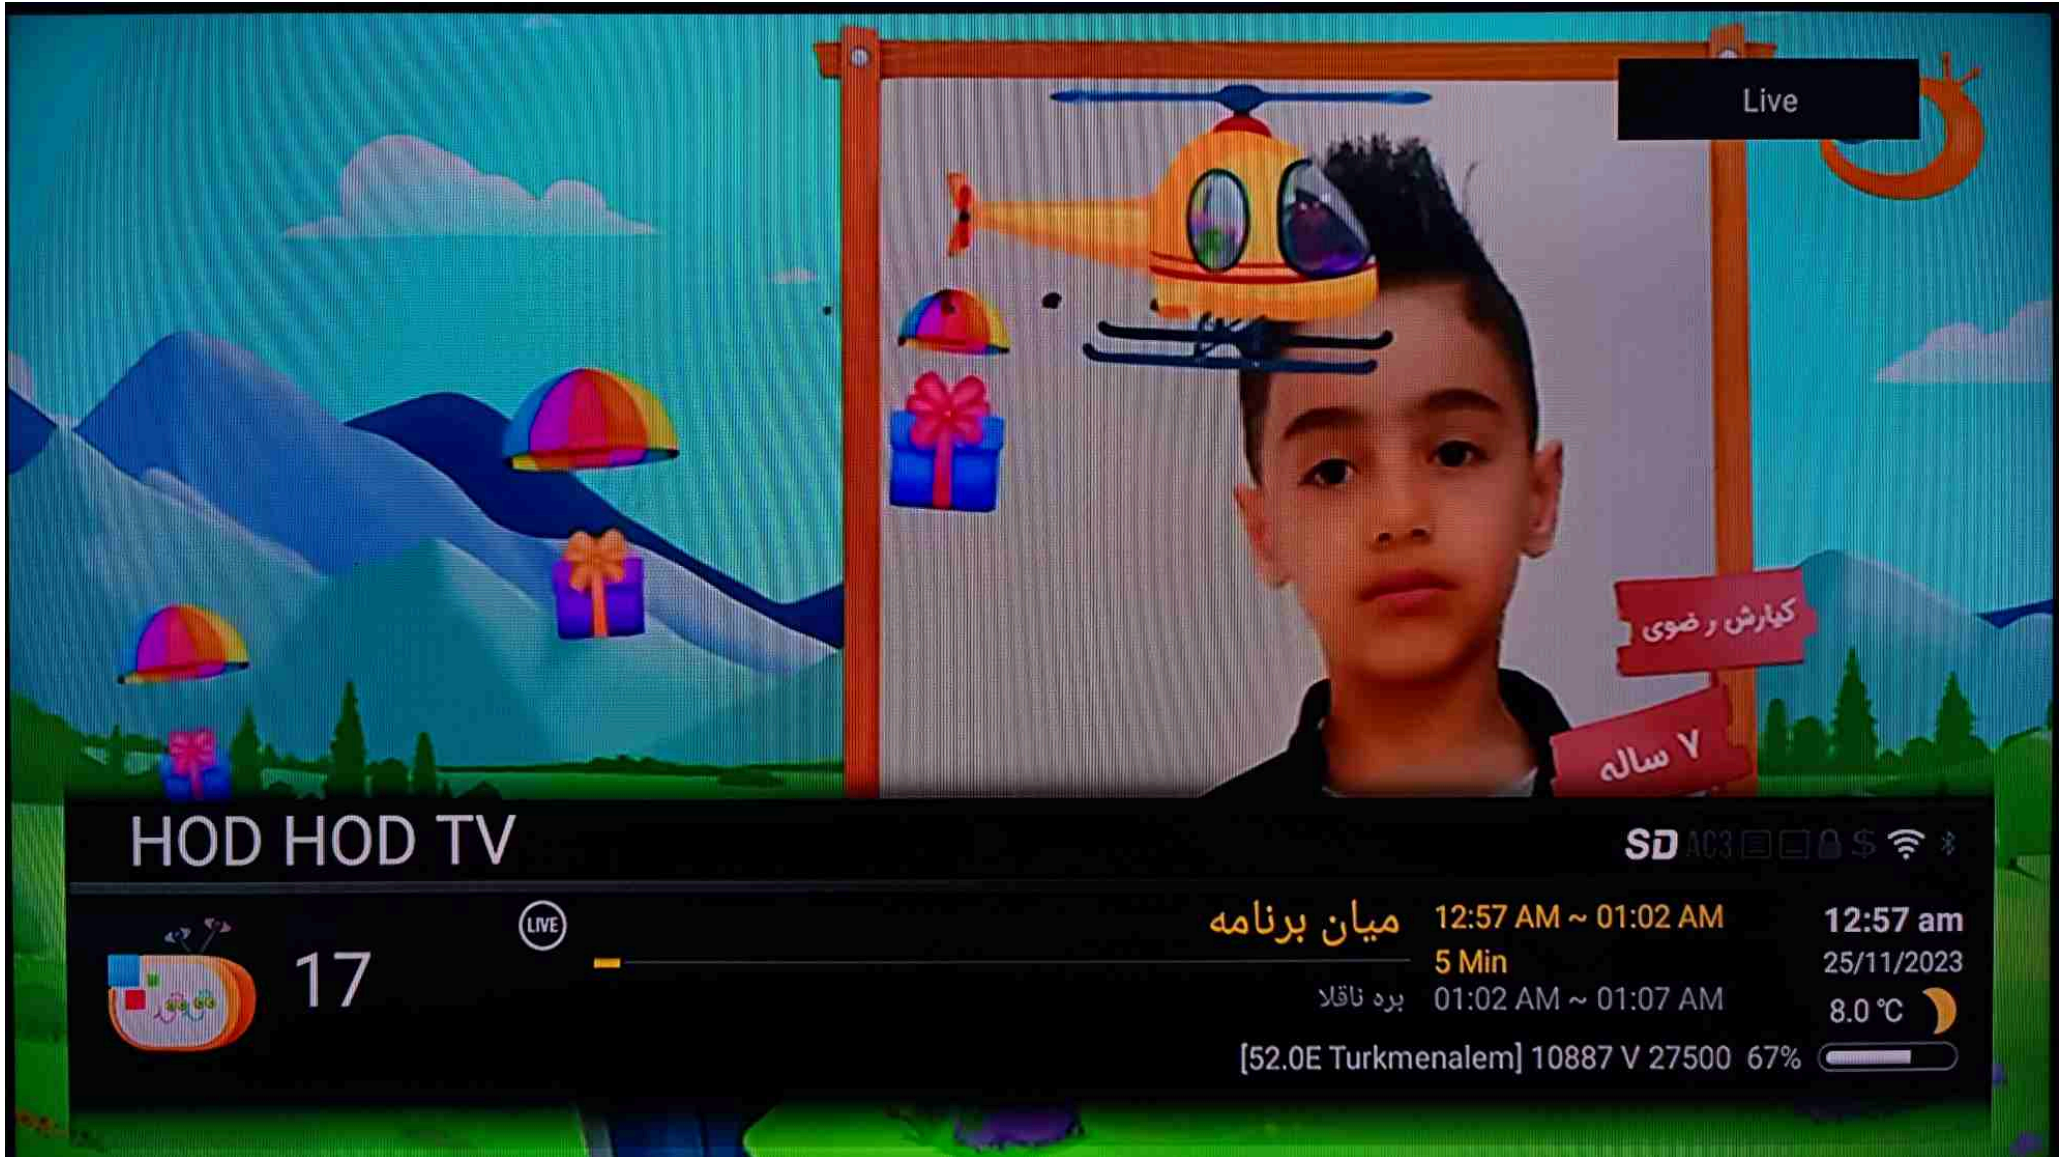 Live
کیارش رضوی
۷ ساله
HOD HOD TV
SD AC3 $
17
LIVE
میان برنامه 12:57 AM ~ 01:02 AM
5 Min
بره ناقلا 01:02 AM ~ 01:07 AM
12:57 am
25/11/2023
8.0 °C
[52.0E Turkmenalem] 10887 V 27500 67%